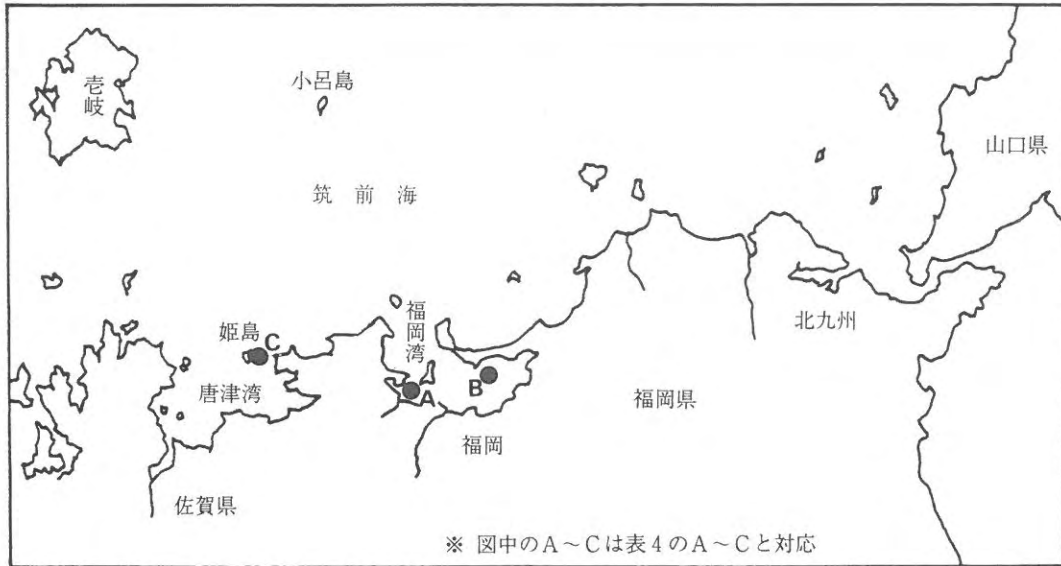 壱岐
小呂島
山口県
筑前海
福岡湾
姫島
C
北九州
唐津湾
A
B
福岡県
福岡
佐賀県
※ 図中のA～Cは表4のA～Cと対応